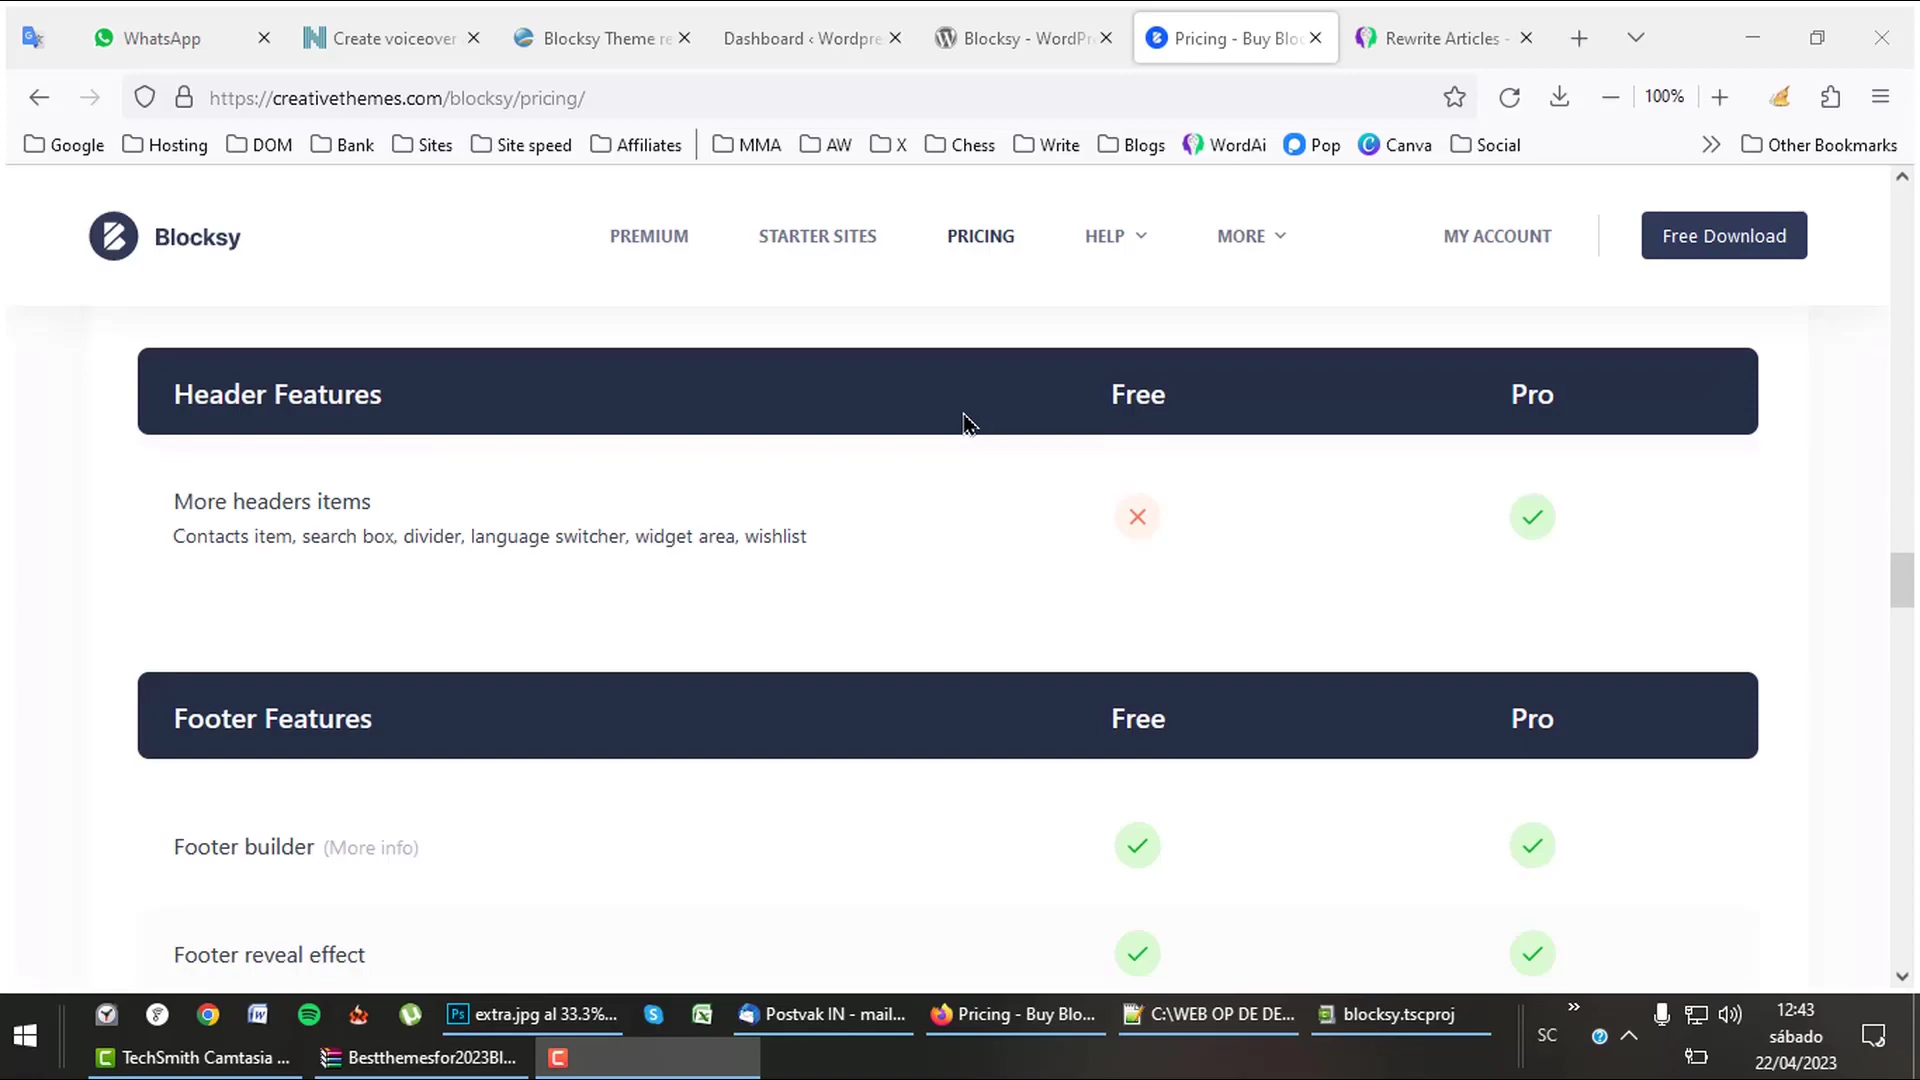 WhatsApp
Create voiceover
Blocksy Theme re
Dashboard ‹ Wordpre
Blocksy - WordPr
Pricing - Buy Bloc
Rewrite Articles -
https://creativethemes.com/blocksy/pricing/
100%
Google
Hosting
DOM
Bank
Sites
Site speed
Affiliates
MMA
AW
X
Chess
Write
Blogs
WordAi
Pop
Canva
Social
Other Bookmarks
Blocksy
PREMIUM
STARTER SITES
PRICING
HELP
MORE
MY ACCOUNT
Free Download
Header Features
Free
Pro
More headers items
Contacts item, search box, divider, language switcher, widget area, wishlist
Footer Features
Free
Pro
Footer builder (More info)
Footer reveal effect
Ps
extra.jpg al 33.3%...
Postvak IN - mail...
Pricing - Buy Blo...
C:\WEB OP DE DE...
blocksy.tscproj
TechSmith Camtasia ...
Bestthemesfor2023Bl...
SC
12:43
sábado
22/04/2023